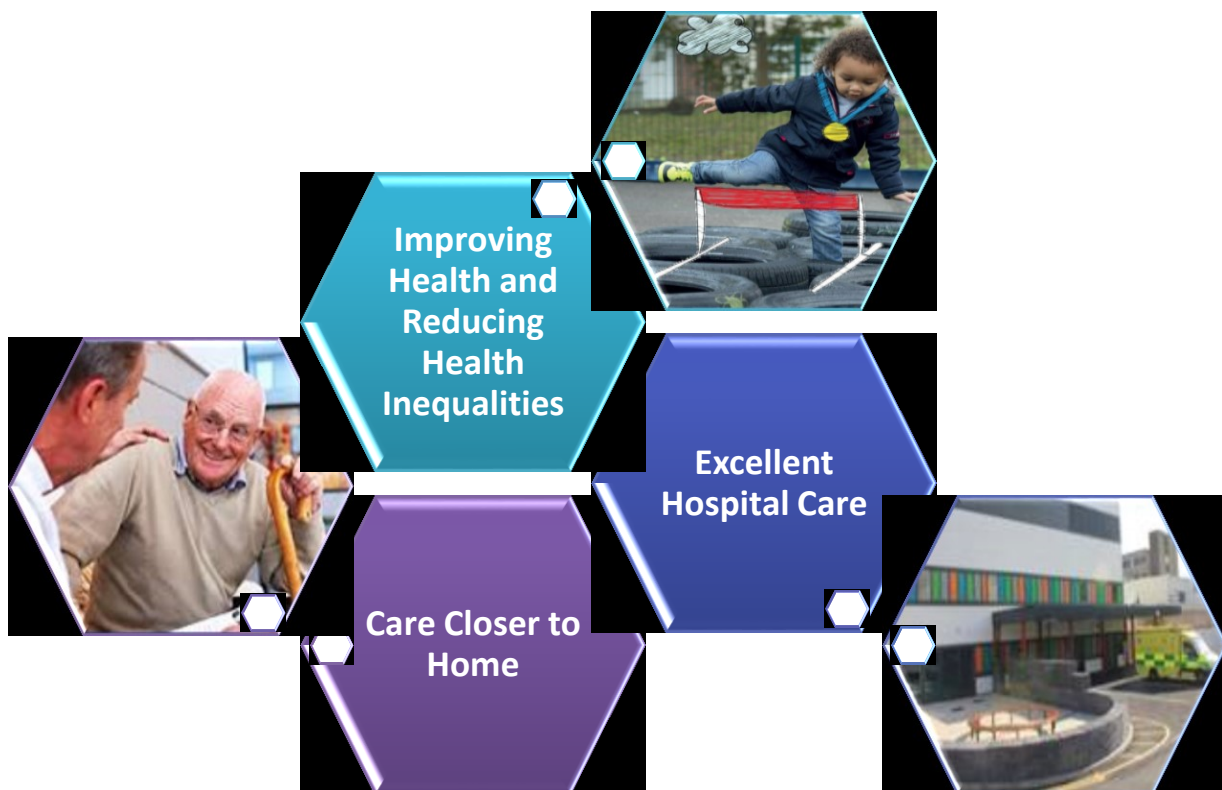 Improving
Health and
Reducing
Health
Inequalities
Excellent
Hospital Care
Care Closer to
Home